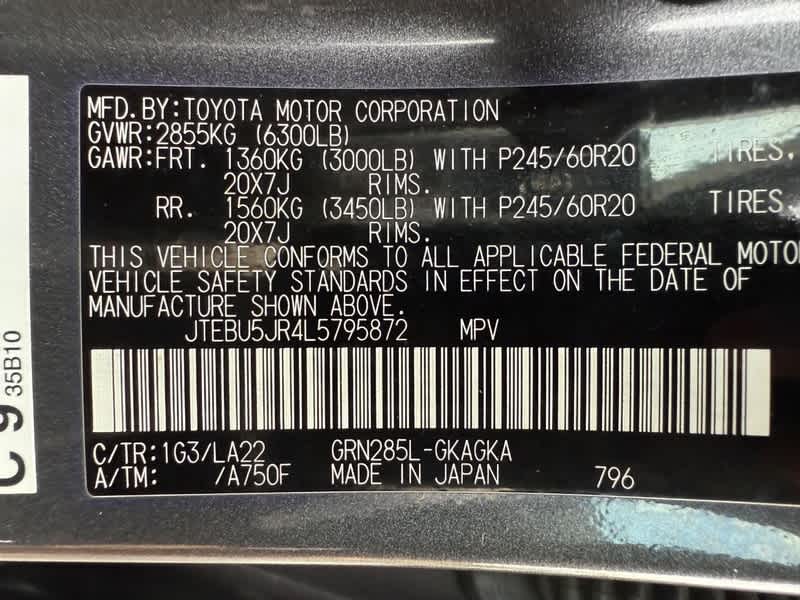 MFD.BY:TOYOTA MOTOR CORPORATION
GVWR:2855KG (6300LB)
GAWR:FRT. 1360KG (3000LB) WITH P245/60R20 TIRES,
20X7J RIMS.
RR. 1560KG (3450LB) WITH P245/60R20 TIRES,
20X7J RIMS.
THIS VEHICLE CONFORMS TO ALL APPLICABLE FEDERAL MOTO
VEHICLE SAFETY STANDARDS IN EFFECT ON THE DATE OF
MANUFACTURE SHOWN ABOVE.
JTEBU5JR4L5795872 MPV
C/TR:1G3/LA22 GRN285L-GKAGKA
A/TM: /A750F MADE IN JAPAN 796
C 9
35B10